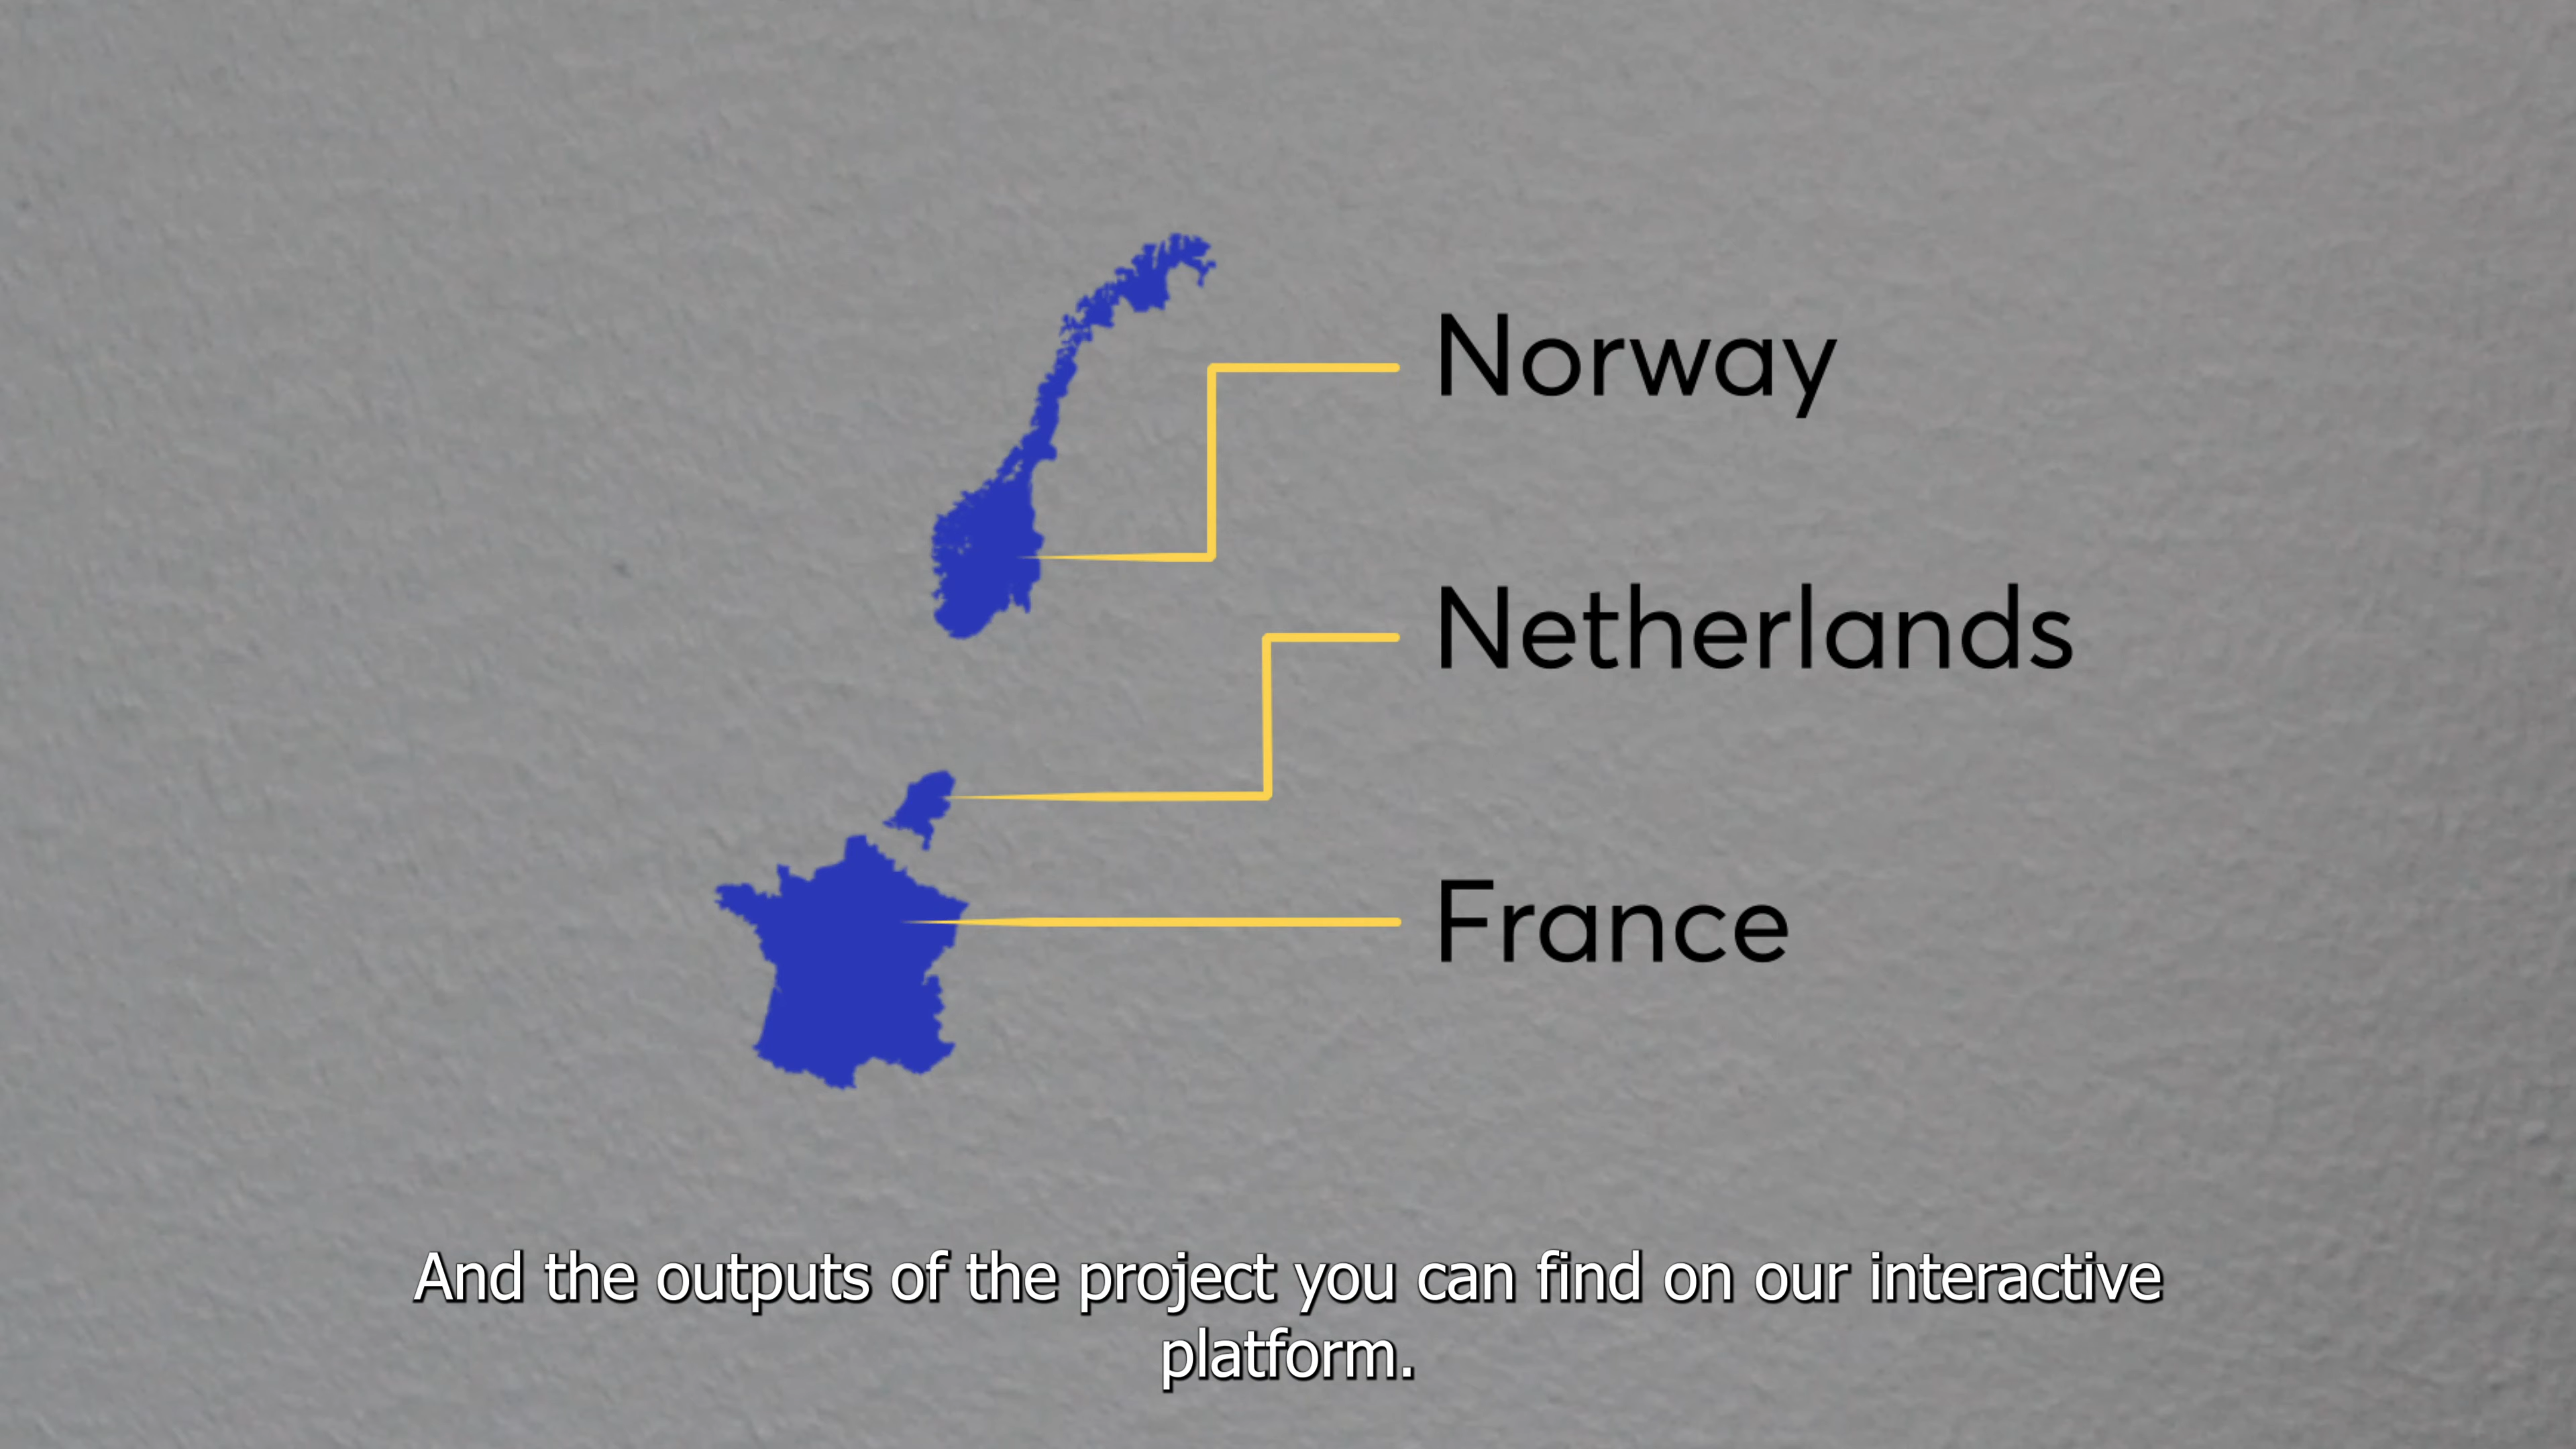 Norway
Netherlands
France
And the outputs of the project you can find on our interactive
platform.